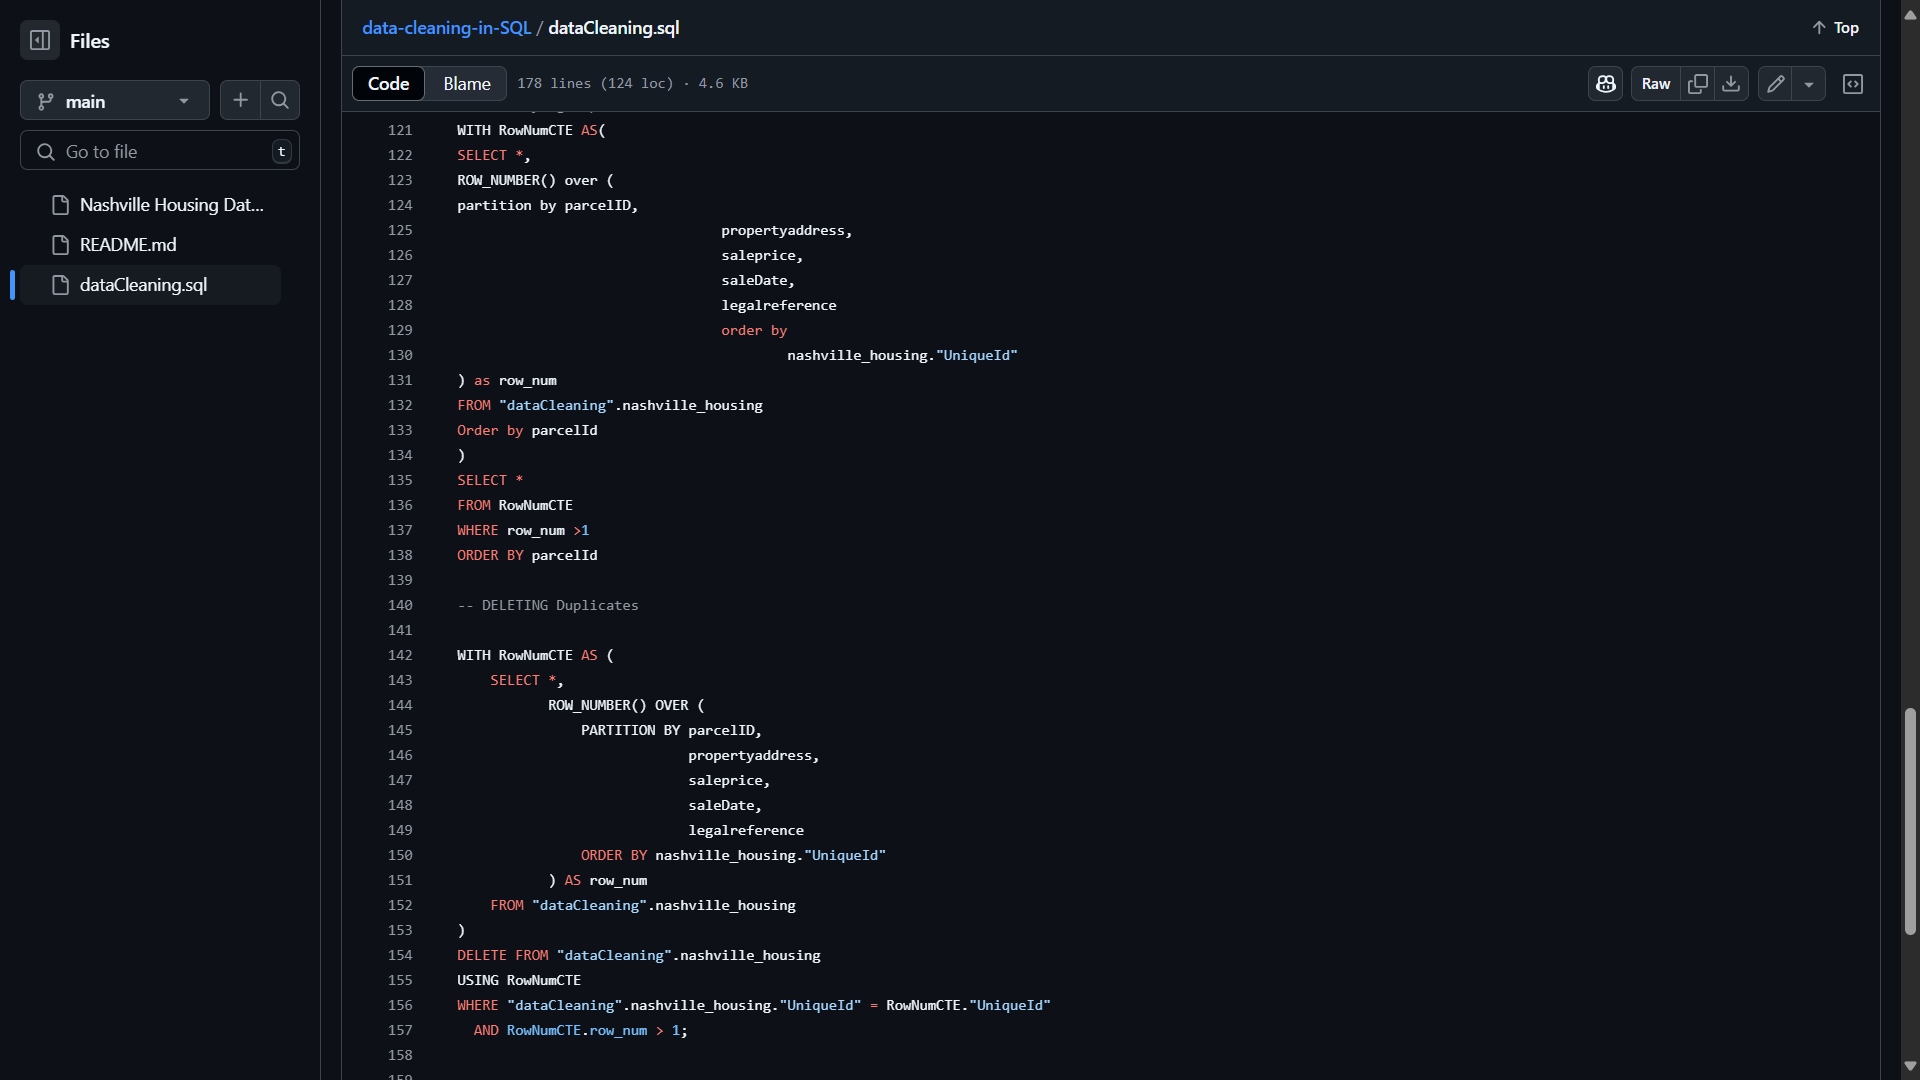 Files
main
Go to file
t
Nashville Housing Dat...
README.md
dataCleaning.sql
data-cleaning-in-SQL / dataCleaning.sql
Top
Code Blame 178 lines (124 loc) · 4.6 KB
Raw
121 WITH RowNumCTE AS(
122 SELECT *,
123 ROW_NUMBER() over (
124 partition by parcelID,
125 propertyaddress,
126 saleprice,
127 saleDate,
128 legalreference
129 order by
130 nashville_housing."UniqueId"
131 ) as row_num
132 FROM "dataCleaning".nashville_housing
133 Order by parcelId
134 )
135 SELECT *
136 FROM RowNumCTE
137 WHERE row_num >1
138 ORDER BY parcelId
139
140 -- DELETING Duplicates
141
142 WITH RowNumCTE AS (
143 SELECT *,
144 ROW_NUMBER() OVER (
145 PARTITION BY parcelID,
146 propertyaddress,
147 saleprice,
148 saleDate,
149 legalreference
150 ORDER BY nashville_housing."UniqueId"
151 ) AS row_num
152 FROM "dataCleaning".nashville_housing
153 )
154 DELETE FROM "dataCleaning".nashville_housing
155 USING RowNumCTE
156 WHERE "dataCleaning".nashville_housing."UniqueId" = RowNumCTE."UniqueId"
157 AND RowNumCTE.row_num > 1;
158
159